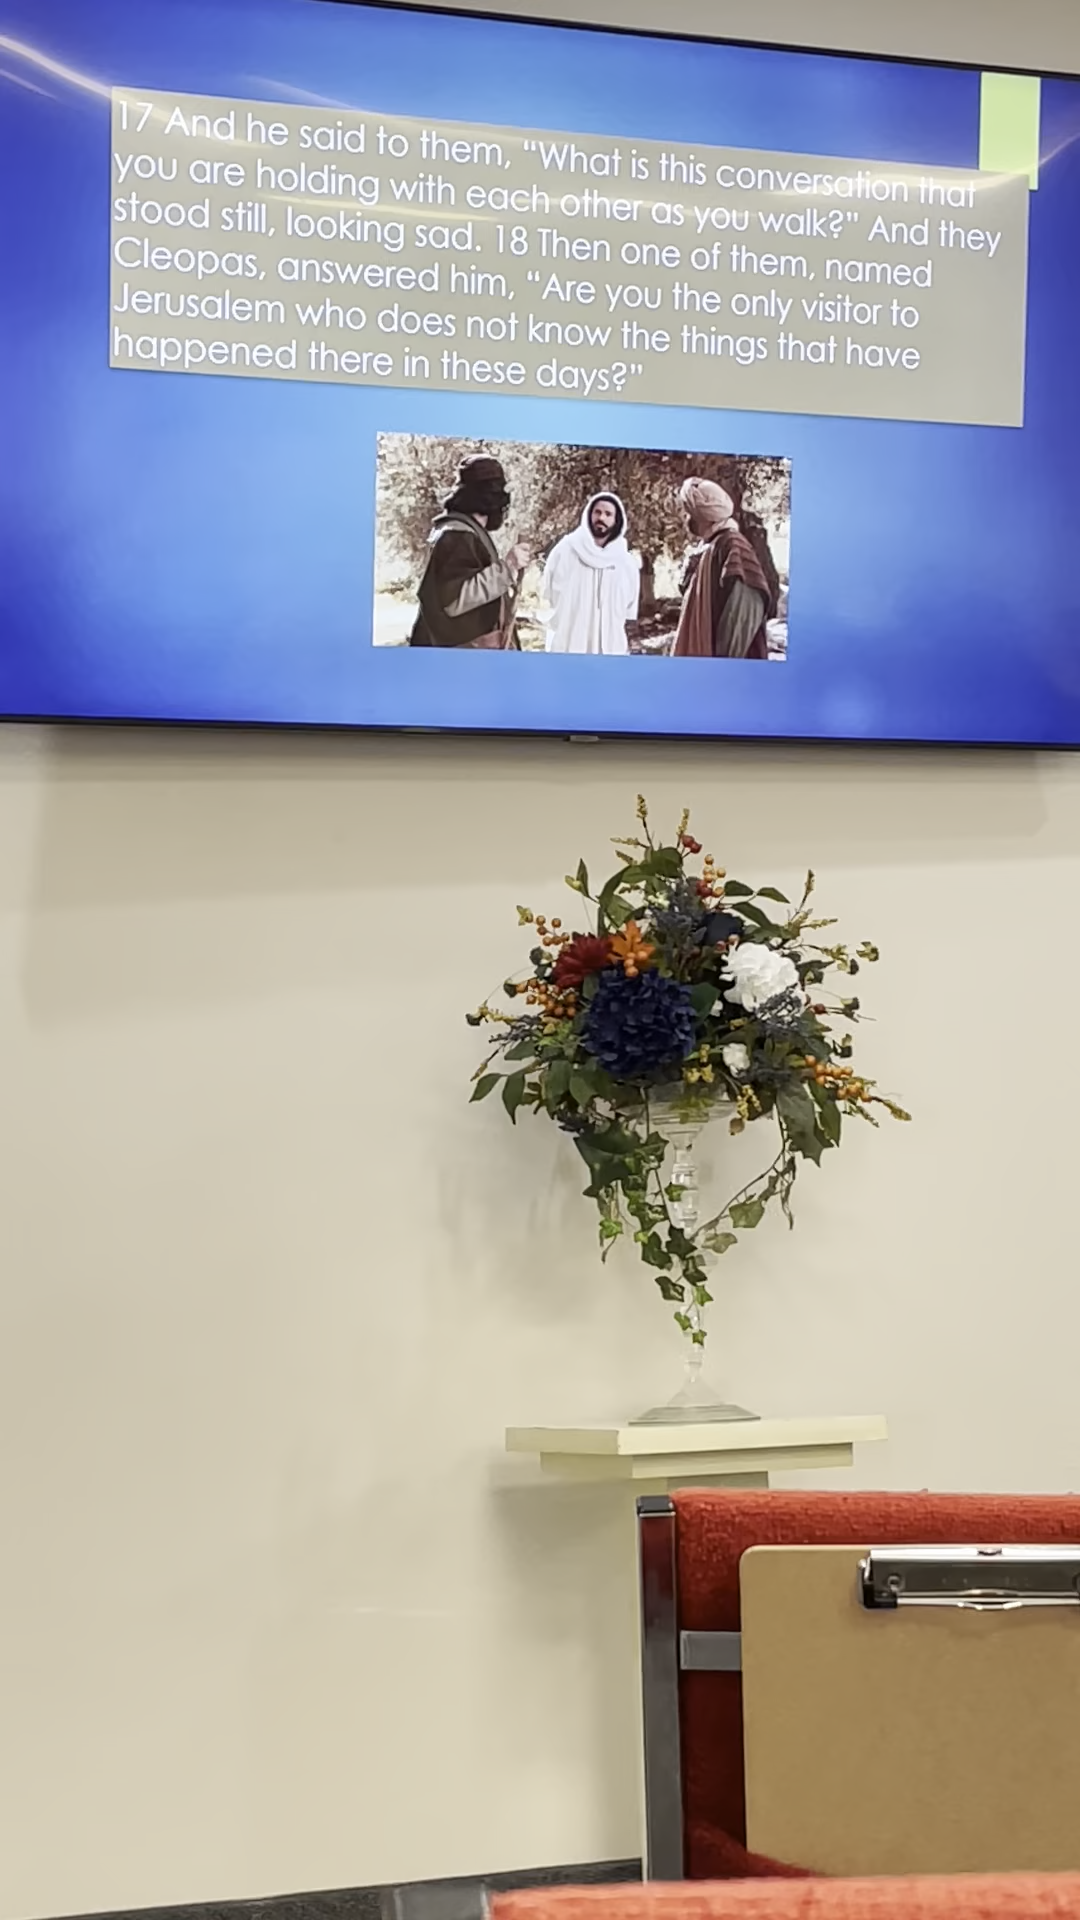 17 And he said to them, “What is this conversation that
you are holding with each other as you walk?" And they
stood still, looking sad. 18 Then one of them, named
Cleopas, answered him, “Are you the only visitor to
Jerusalem who does not know the things that have
happened there in these days?"